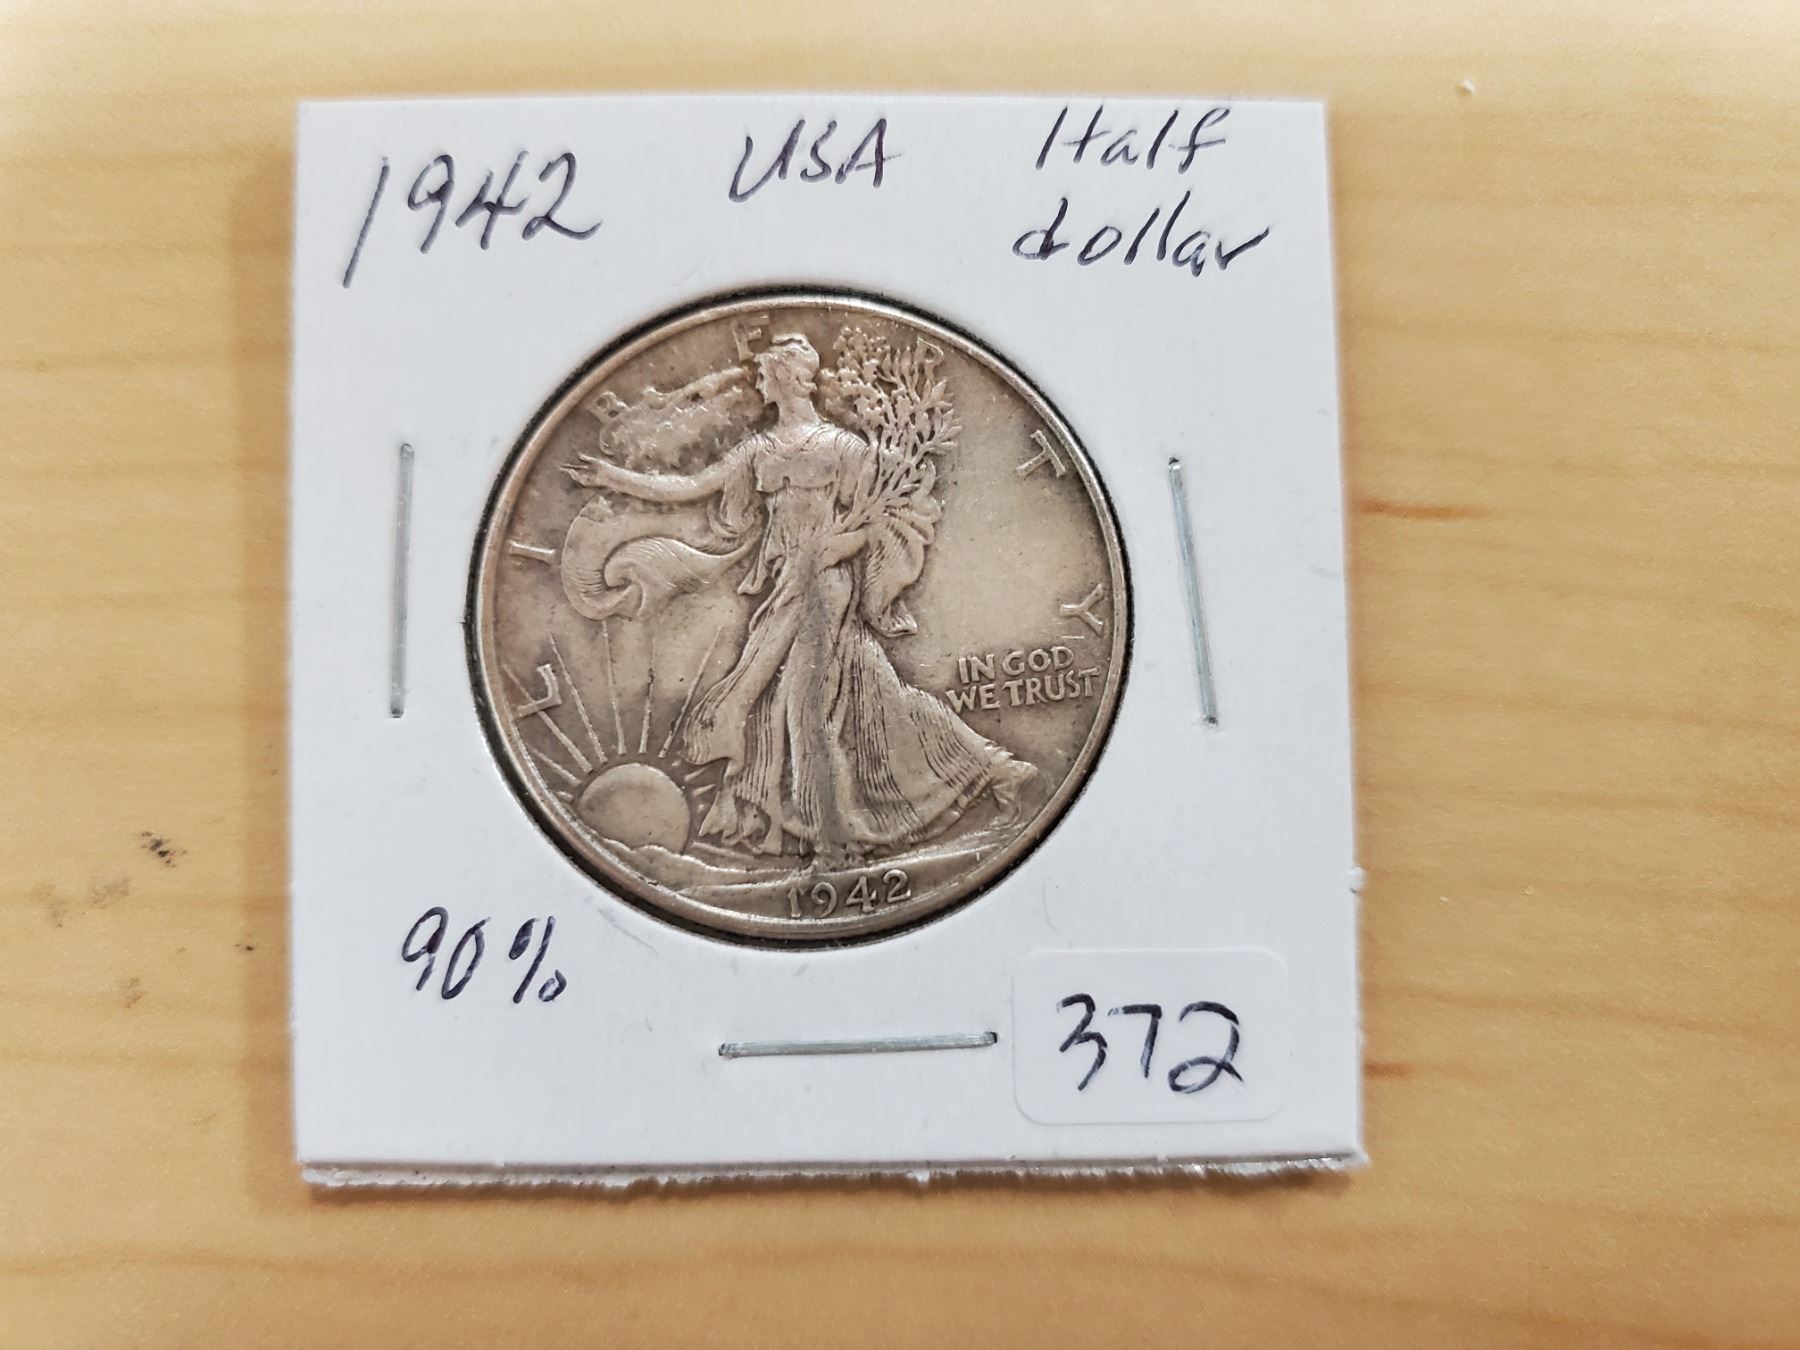 1942 USA Half
dollar
LIBERTY
IN GOD
WE TRUST
1942
90%
372